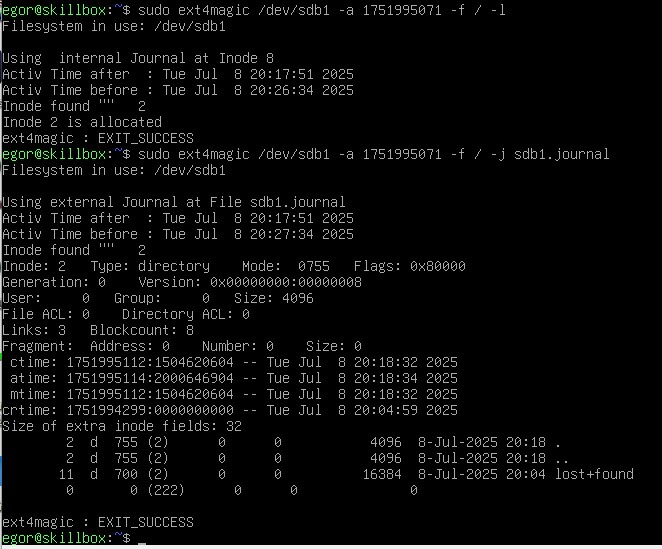 egor@skillbox:~$ sudo ext4magic /dev/sdb1 -a 1751995071 -f / -l
Filesystem in use: /dev/sdb1
Using  internal Journal at Inode 8
Activ Time after  : Tue Jul  8 20:17:51 2025
Activ Time before : Tue Jul  8 20:26:34 2025
Inode found ""   2
Inode 2 is allocated
ext4magic : EXIT_SUCCESS
egor@skillbox:~$ sudo ext4magic /dev/sdb1 -a 1751995071 -f / -j sdb1.journal
Filesystem in use: /dev/sdb1
Using external Journal at File sdb1.journal
Activ Time after  : Tue Jul  8 20:17:51 2025
Activ Time before : Tue Jul  8 20:27:34 2025
Inode found ""   2
Inode: 2   Type: directory    Mode:  0755   Flags: 0x80000
Generation: 0    Version: 0x00000000:00000008
User:     0   Group:     0   Size: 4096
File ACL: 0    Directory ACL: 0
Links: 3   Blockcount: 8
Fragment:  Address: 0    Number: 0    Size: 0
 ctime: 1751995112:1504620604 -- Tue Jul  8 20:18:32 2025
 atime: 1751995114:2000646904 -- Tue Jul  8 20:18:34 2025
 mtime: 1751995112:1504620604 -- Tue Jul  8 20:18:32 2025
crtime: 1751994299:0000000000 -- Tue Jul  8 20:04:59 2025
Size of extra inode fields: 32
        2  d  755 (2)      0      0           4096  8-Jul-2025 20:18 .
        2  d  755 (2)      0      0           4096  8-Jul-2025 20:18 ..
       11  d  700 (2)      0      0          16384  8-Jul-2025 20:04 lost+found
        0     0 (222)      0      0              0
ext4magic : EXIT_SUCCESS
egor@skillbox:~$ _